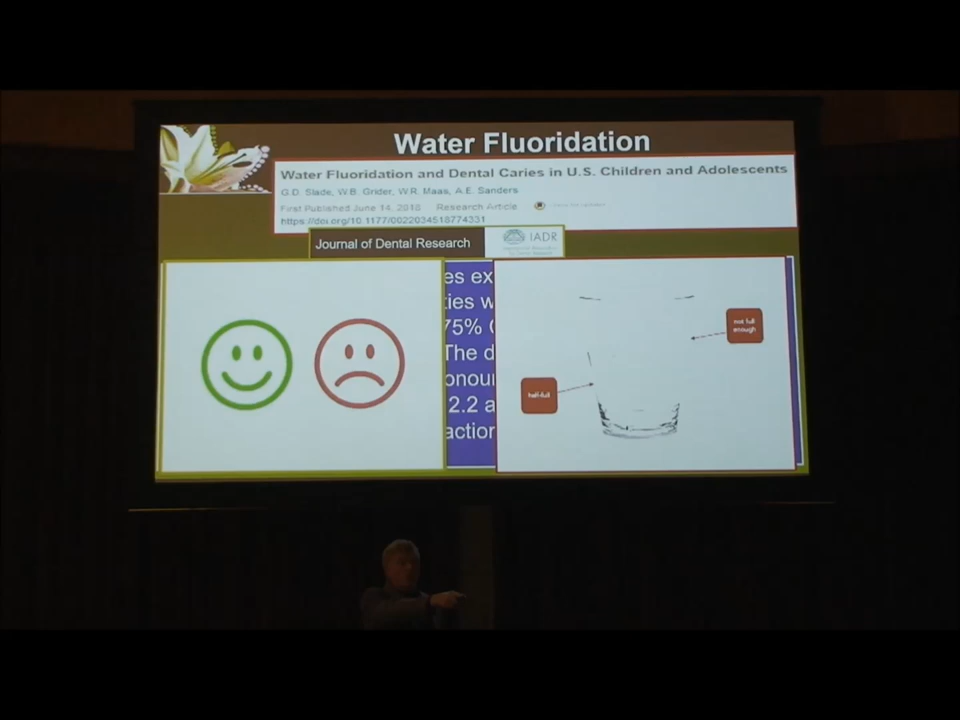 Water Fluoridation
Water Fluoridation and Dental Caries in U.S. Children and Adolescents
G.D. Slade, W.B. Grider, W.R. Maas, A.E. Sanders
First Published June 14, 2018 Research Article
https://doi.org/10.1177/0022034518774331
Journal of Dental Research
IADR
es ex
ties w
75%
The d
onou
2.2 a
action
not full
enough
half-full